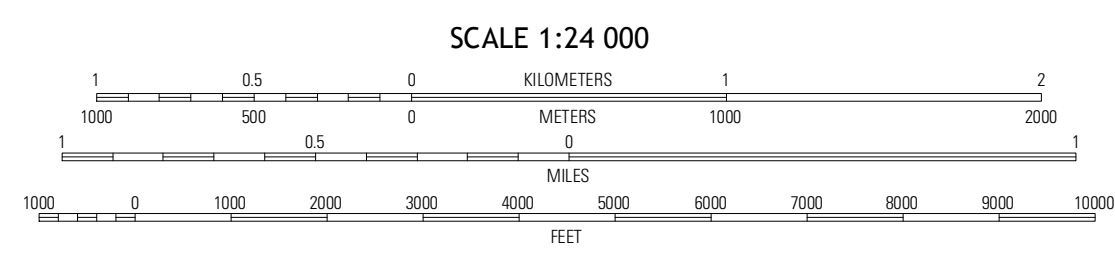 SCALE 1:24 000
1 0.5 0 KILOMETERS 1 2
1000 500 0 METERS 1000 2000
1 0.5 0 1
MILES
1000 0 1000 2000 3000 4000 5000 6000 7000 8000 9000 10000
FEET